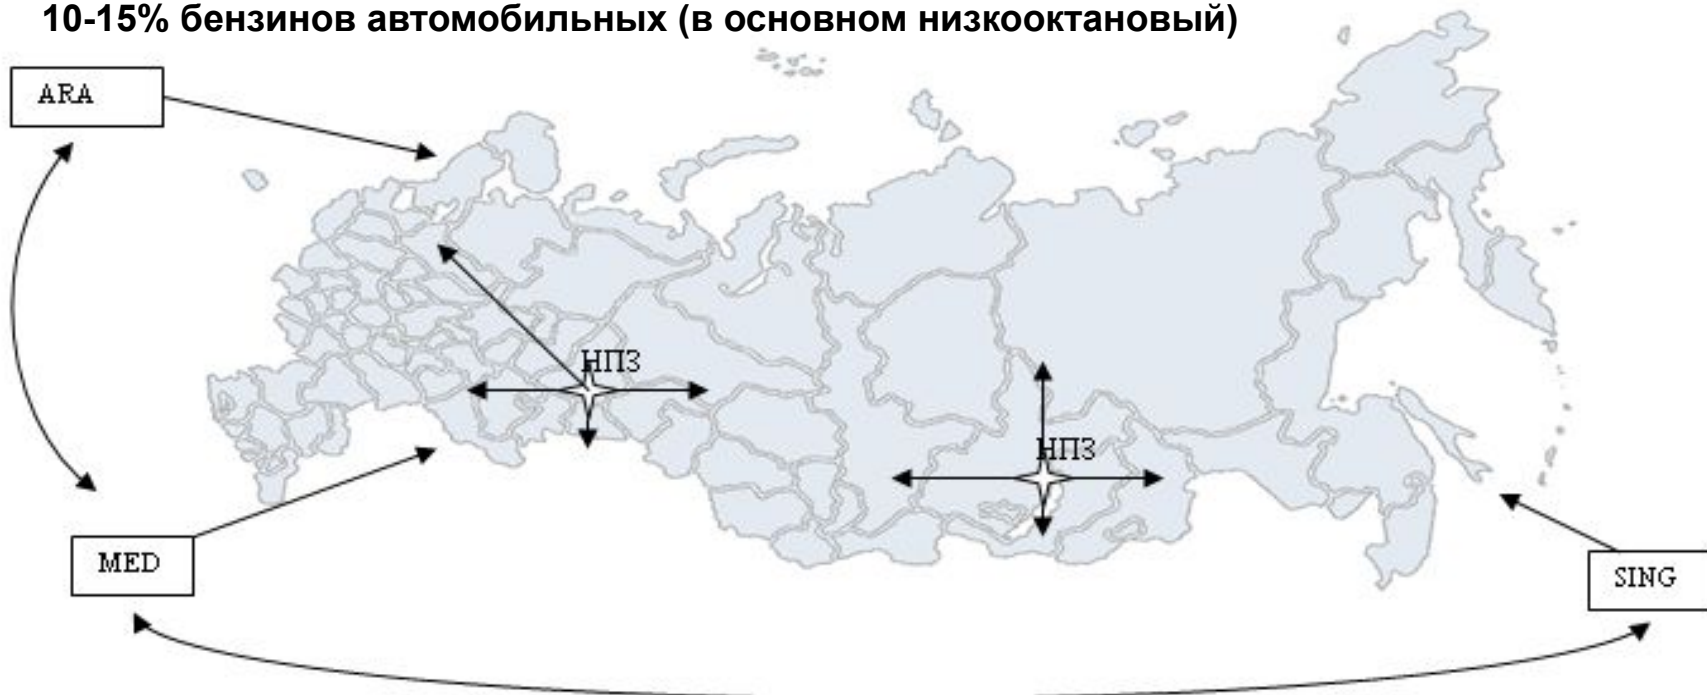 10-15% бензинов автомобильных (в основном низкооктановый)
ARA
НПЗ
НПЗ
MED
SING